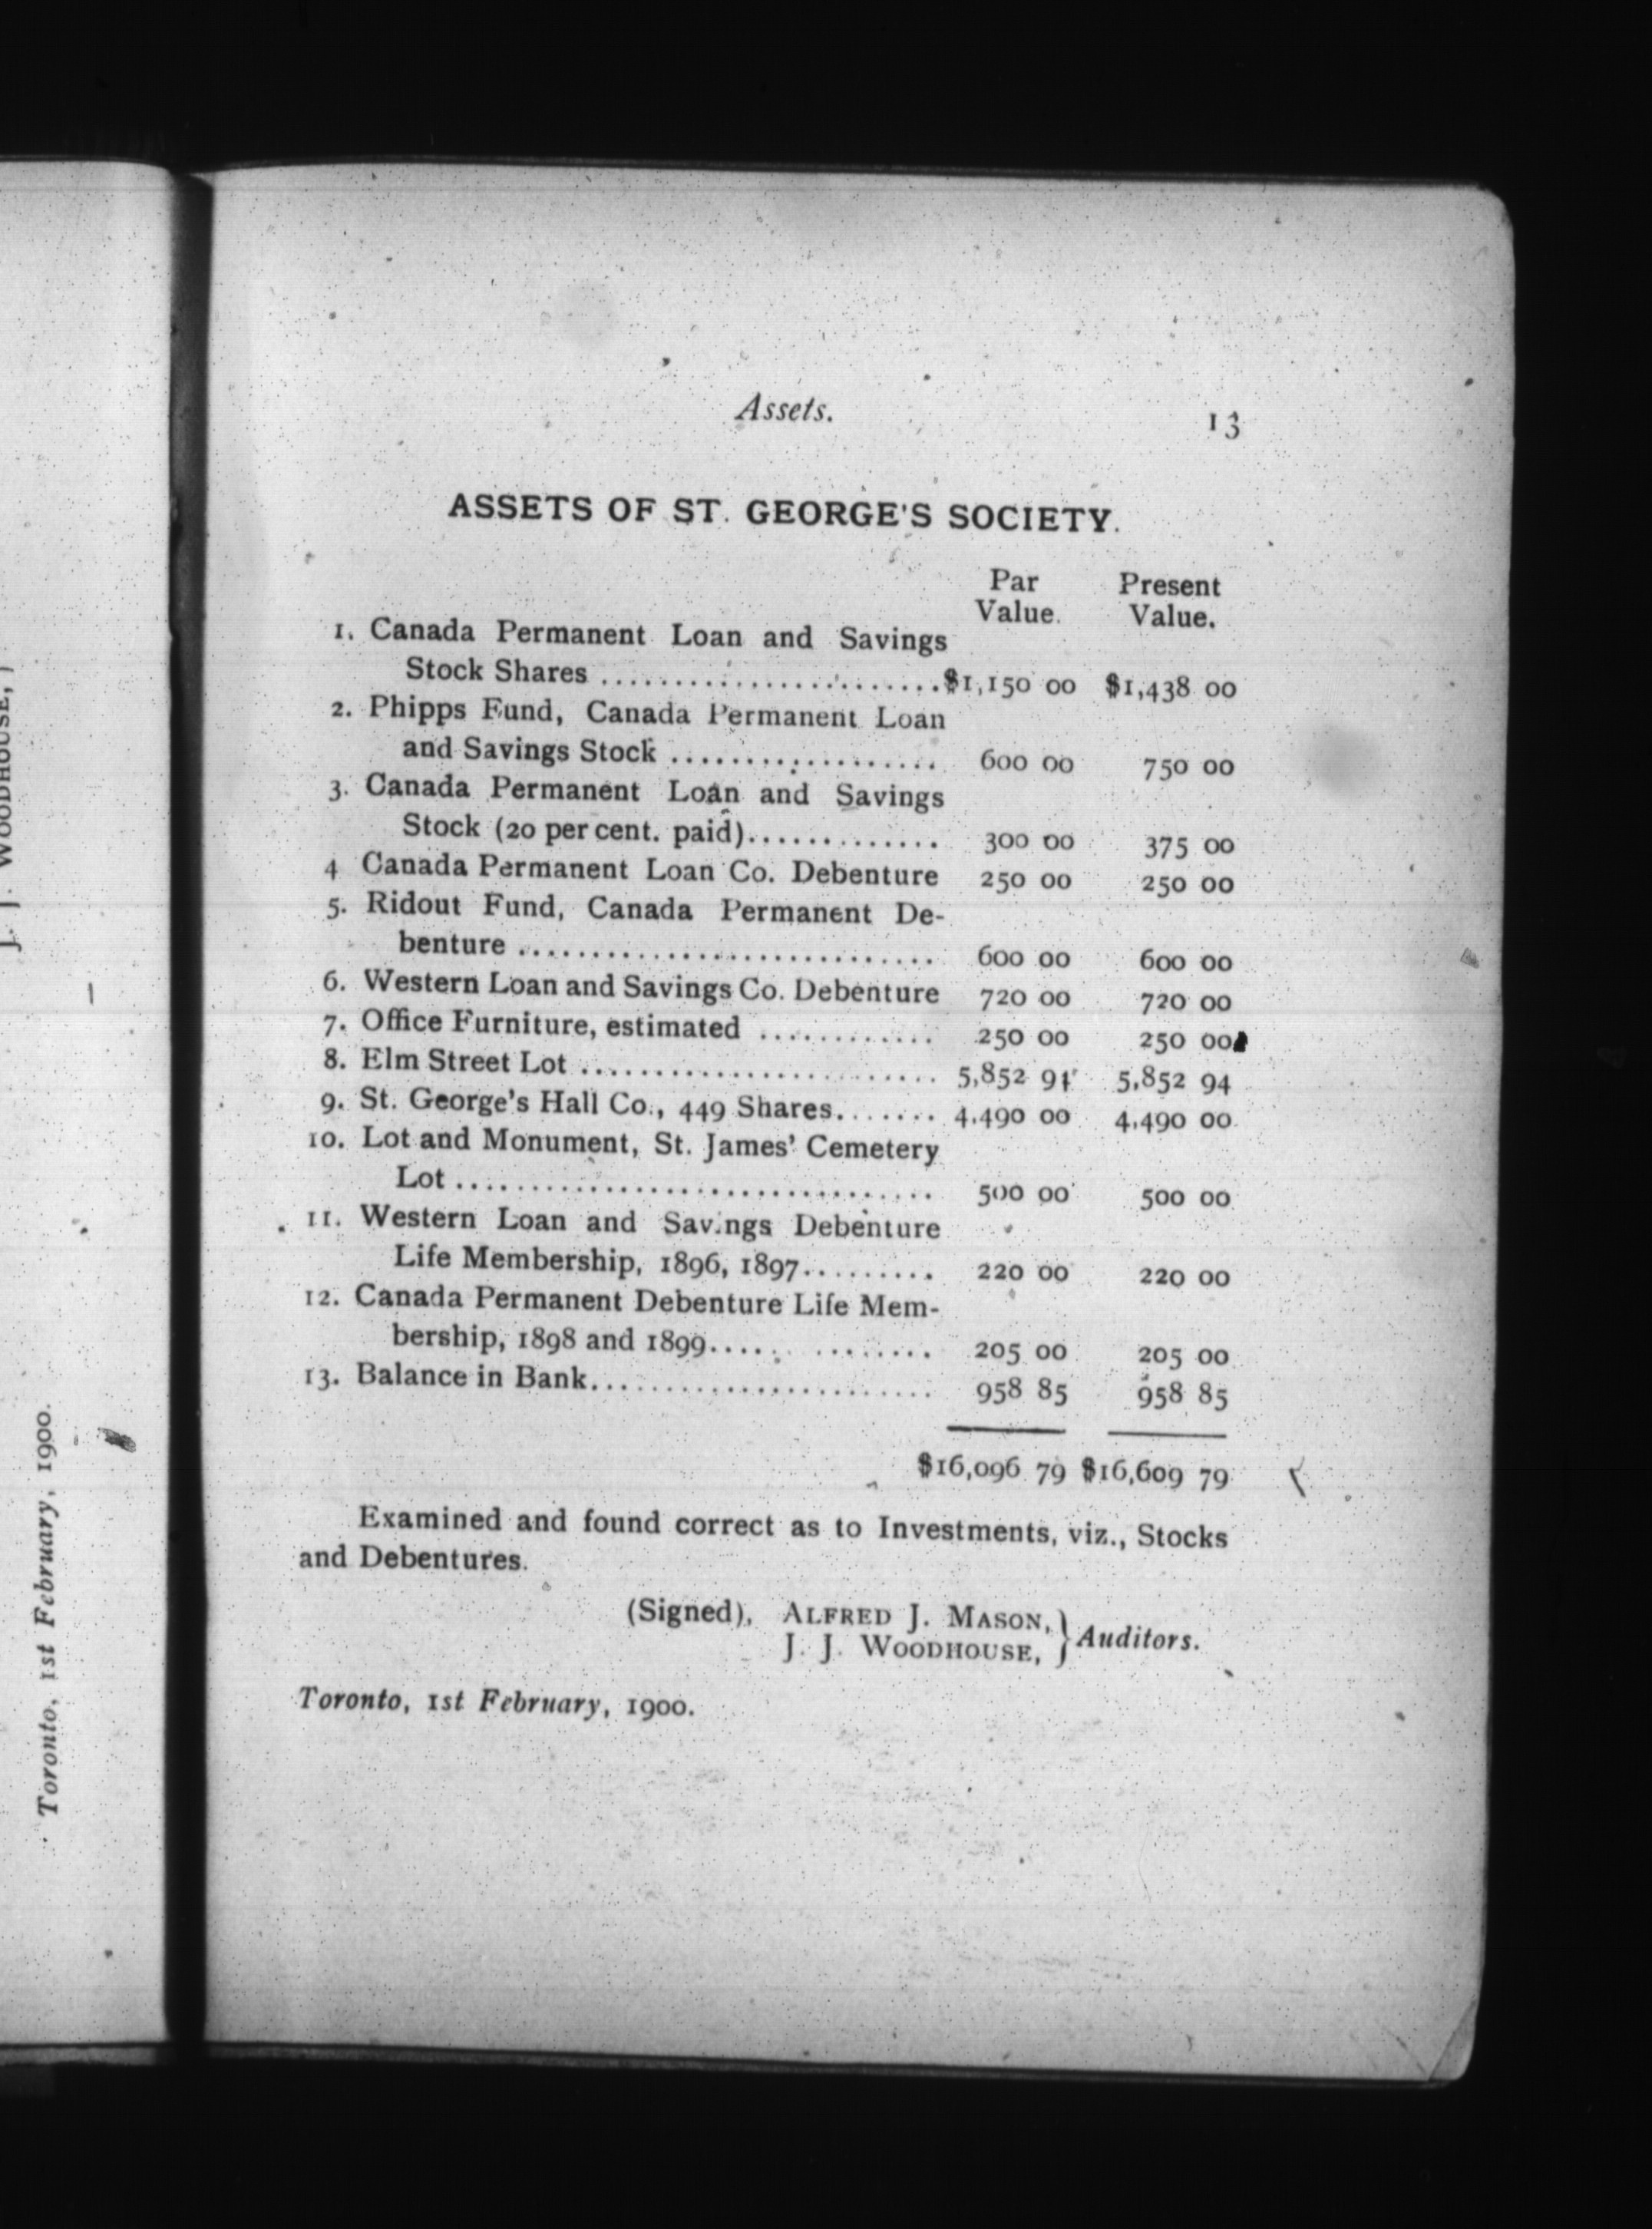 Assets. 13
ASSETS OF ST. GEORGE'S SOCIETY.
Par Present
Value. Value.
1. Canada Permanent Loan and Savings
Stock Shares ........................ $1,150 00 $1,438 00
2. Phipps Fund, Canada Permanent Loan
and Savings Stock .................. 600 00 750 00
3. Canada Permanent Loan and Savings
Stock (20 per cent. paid)............. 300 00 375 00
4 Canada Permanent Loan Co. Debenture 250 00 250 00
5. Ridout Fund, Canada Permanent De-
benture ............................ 600 00 600 00
6. Western Loan and Savings Co. Debenture 720 00 720 00
7. Office Furniture, estimated ............ 250 00 250 00
8. Elm Street Lot ........................ 5,852 94 5,852 94
9. St. George's Hall Co., 449 Shares....... 4,490 00 4,490 00
10. Lot and Monument, St. James' Cemetery
Lot ................................ 500 00 500 00
11. Western Loan and Savings Debenture
Life Membership, 1896, 1897......... 220 00 220 00
12. Canada Permanent Debenture Life Mem-
bership, 1898 and 1899.... ........ 205 00 205 00
13. Balance in Bank....................... 958 85 958 85
$16,096 79 $16,609 79
Examined and found correct as to Investments, viz., Stocks
and Debentures.
(Signed), ALFRED J. MASON,
J. J. WOODHOUSE, } Auditors.
Toronto, 1st February, 1900.
J. J. WOODHOUSE, )
Toronto, 1st February, 1900.